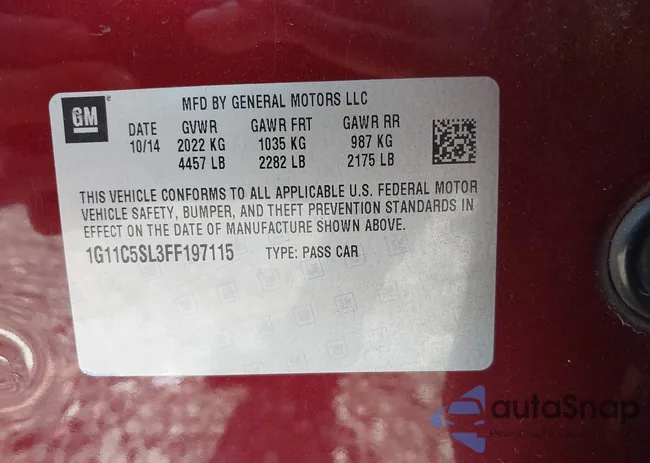 GM
MFD BY GENERAL MOTORS LLC
DATE GVWR GAWR FRT GAWR RR
10/14 2022 KG 1035 KG 987 KG
4457 LB 2282 LB 2175 LB
THIS VEHICLE CONFORMS TO ALL APPLICABLE U.S. FEDERAL MOTOR
VEHICLE SAFETY, BUMPER, AND THEFT PREVENTION STANDARDS IN
EFFECT ON THE DATE OF MANUFACTURE SHOWN ABOVE.
1G11C5SL3FF197115 TYPE: PASS CAR
autoSnap